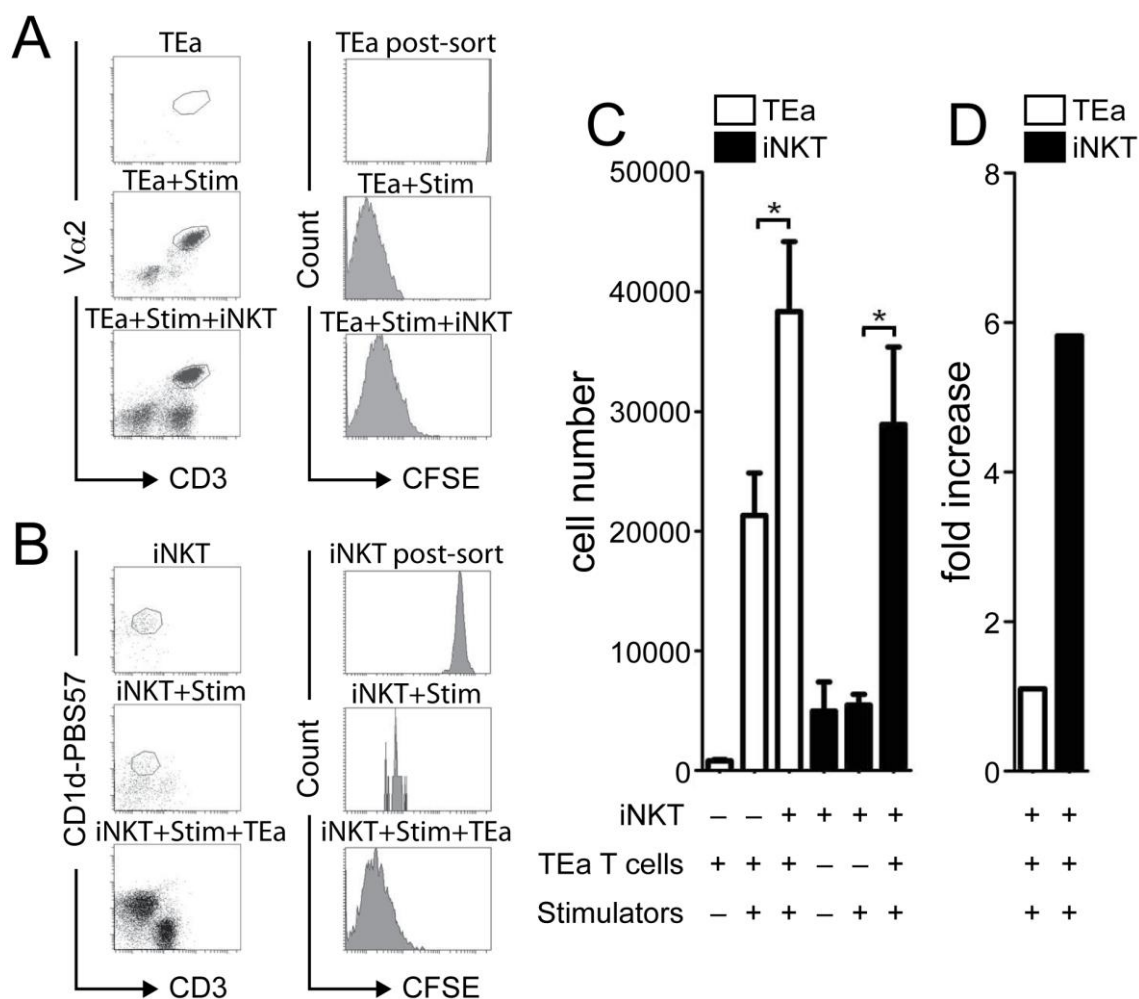 A
TEa
TEa post-sort
TEa+Stim
TEa+Stim
TEa+Stim+iNKT
TEa+Stim+iNKT
Vα2
Count
CD3
CFSE
B
iNKT
iNKT post-sort
iNKT+Stim
iNKT+Stim
iNKT+Stim+TEa
iNKT+Stim+TEa
CD1d-PBS57
Count
CD3
CFSE
C
TEa
iNKT
cell number
50000
40000
30000
20000
10000
0
*
*
iNKT – – + + + +
TEa T cells + + + – – +
Stimulators – + + – + +
D
TEa
iNKT
fold increase
8
6
4
2
0
+ +
+ +
+ +